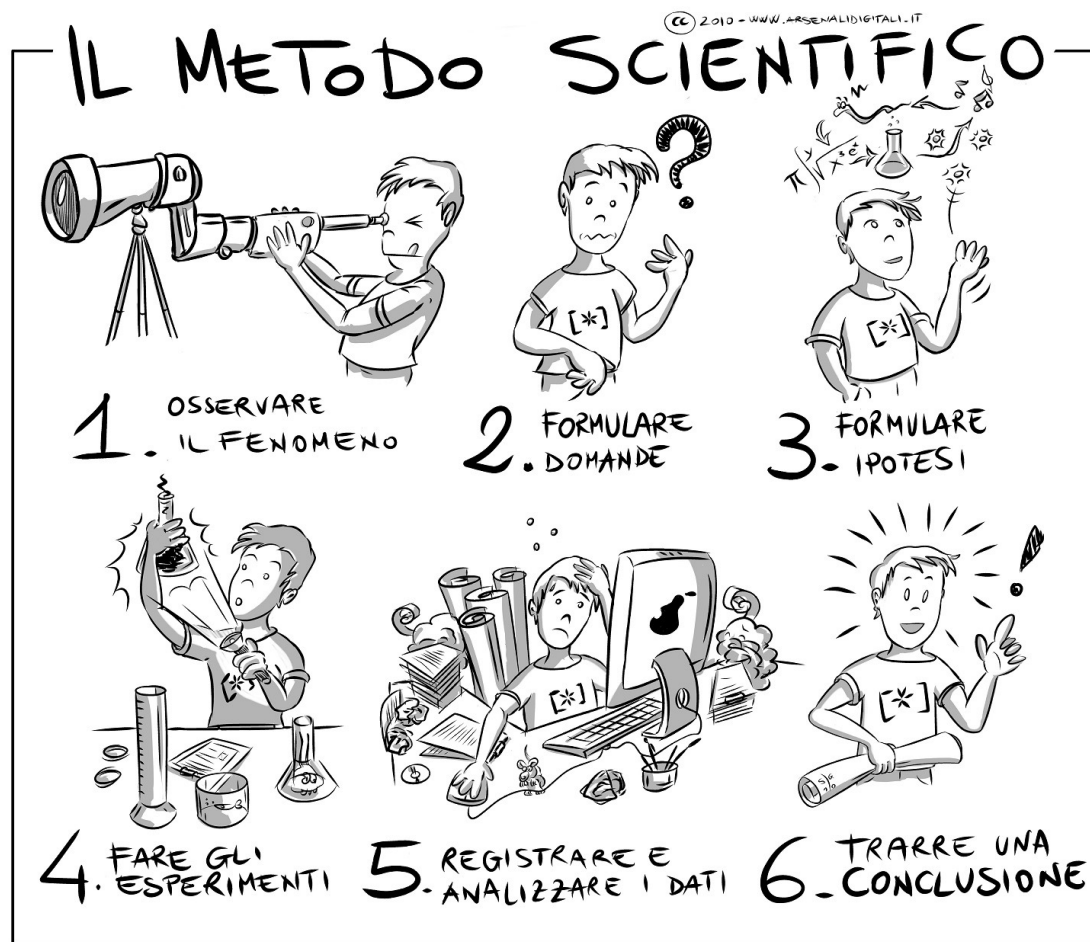 cc 2010 - WWW.ARSENALIDIGITALI.IT
IL METODO SCIENTIFICO
π √ x³ €
[*]
[*]
1. OSSERVARE
IL FENOMENO
2. FORMULARE
DOMANDE
3. FORMULARE
IPOTESI
[*]
[*]
[*]
4. FARE GLI
ESPERIMENTI
5. REGISTRARE E
ANALIZZARE I DATI
6. TRARRE UNA
CONCLUSIONE